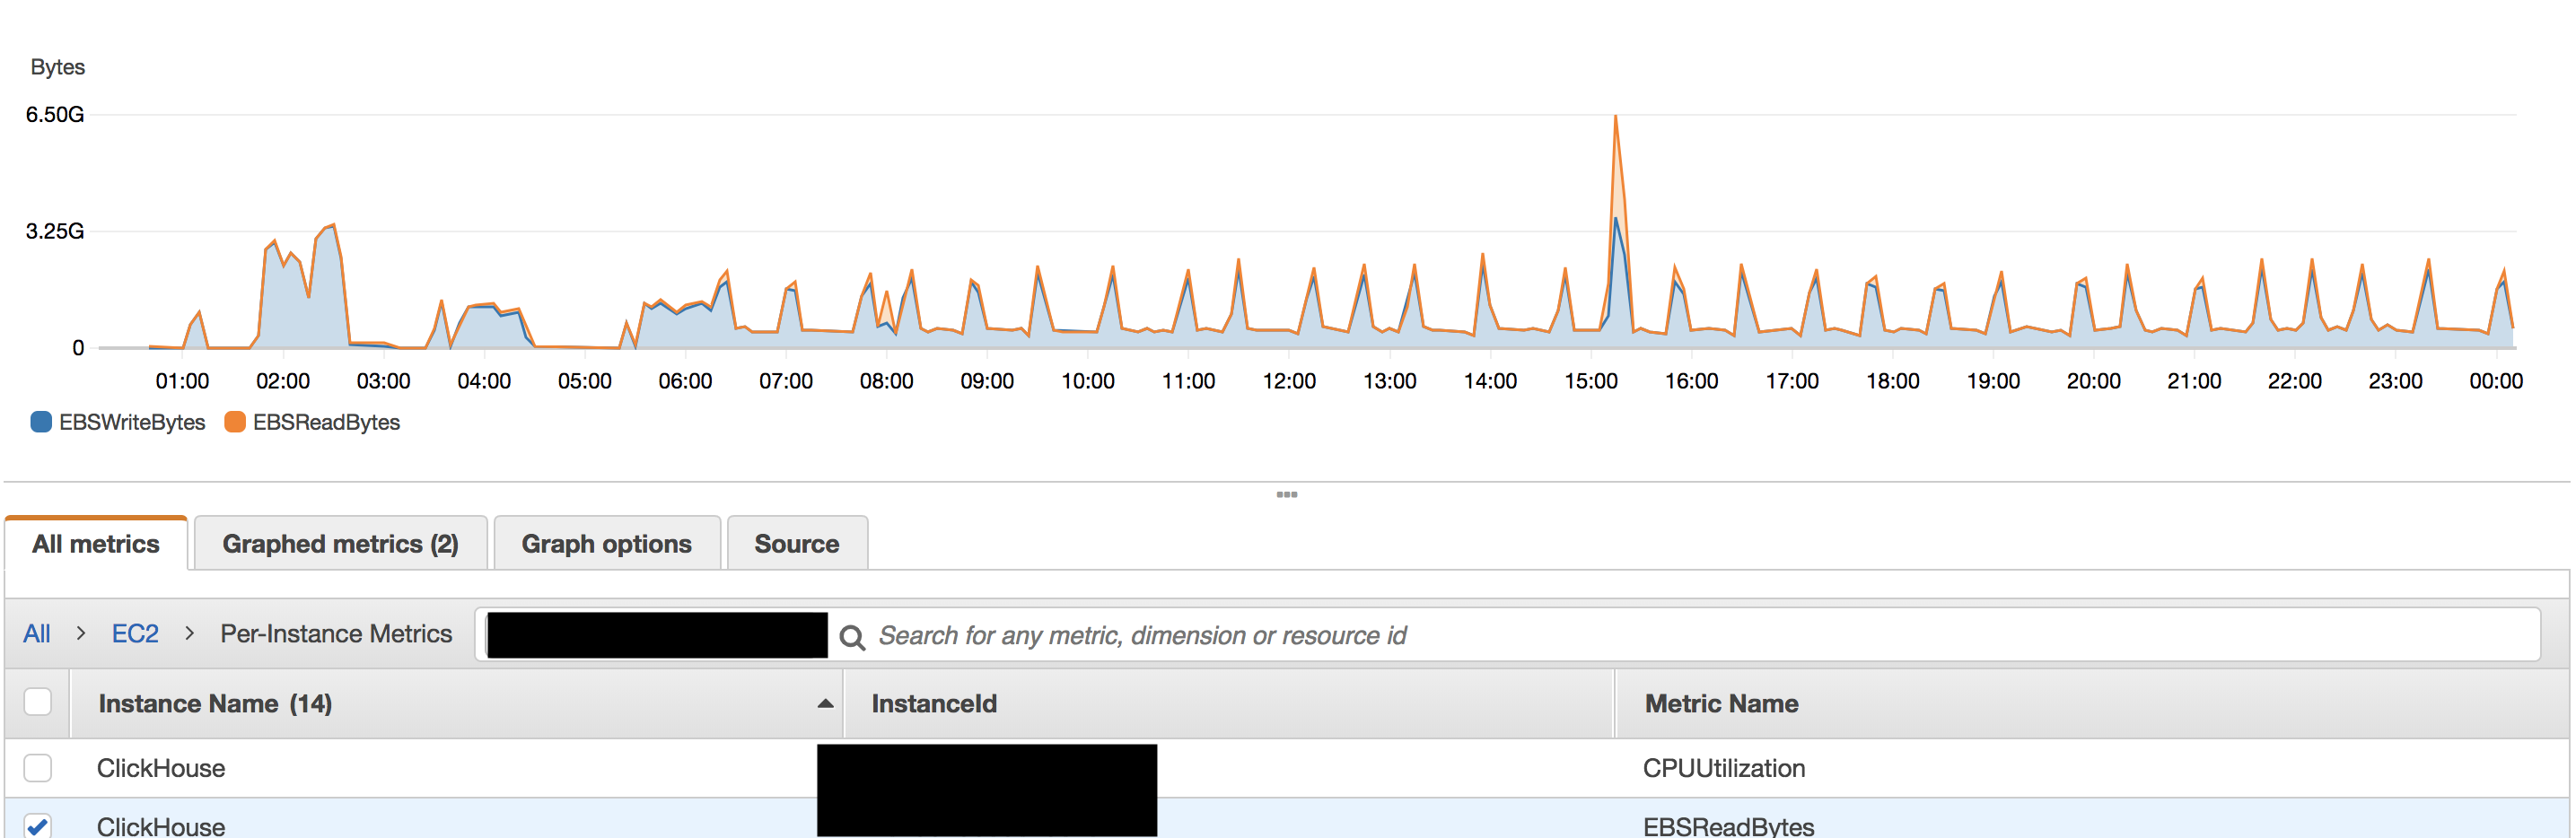 Bytes
6.50G
3.25G
0
01:00 02:00 03:00 04:00 05:00 06:00 07:00 08:00 09:00 10:00 11:00 12:00 13:00 14:00 15:00 16:00 17:00 18:00 19:00 20:00 21:00 22:00 23:00 00:00
EBSWriteBytes EBSReadBytes
All metrics Graphed metrics (2) Graph options Source
All > EC2 > Per-Instance Metrics Search for any metric, dimension or resource id
Instance Name (14) InstanceId Metric Name
ClickHouse CPUUtilization
ClickHouse EBSReadBytes